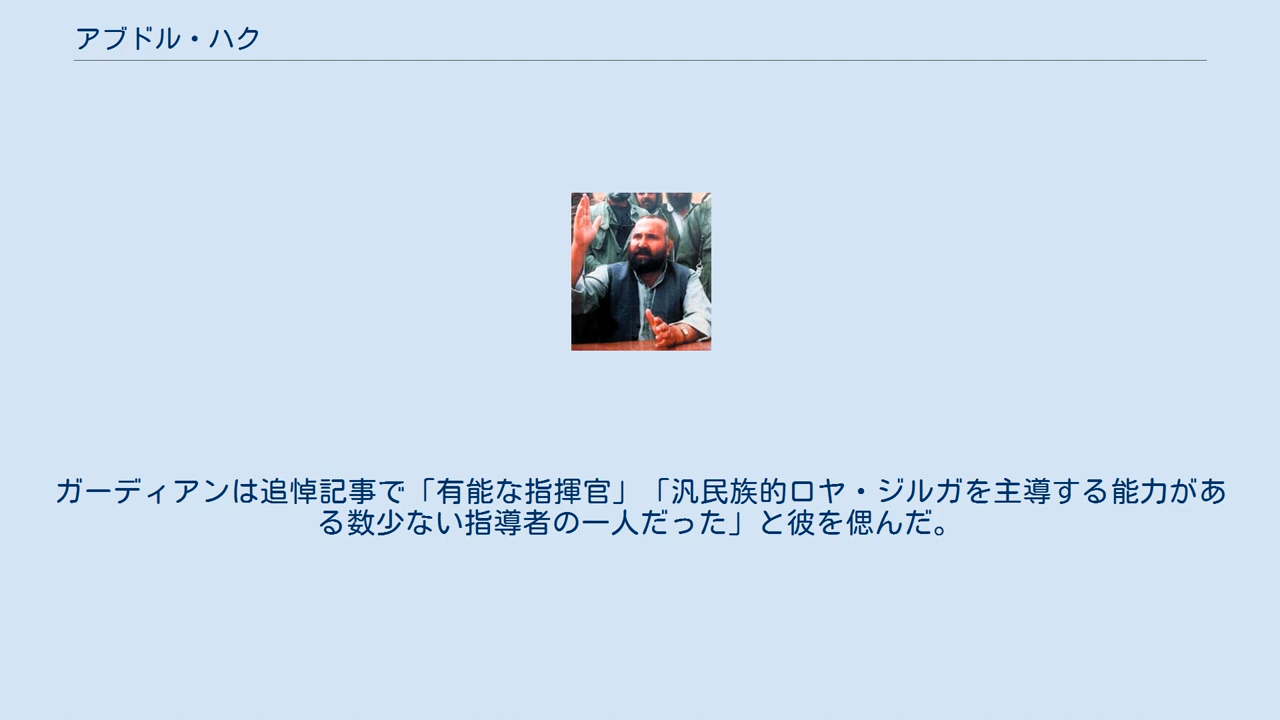 アブドル・ハク
ガーディアンは追悼記事で「有能な指揮官」「汎民族的ロヤ・ジルガを主導する能力があ
る数少ない指導者の一人だった」と彼を偲んだ。